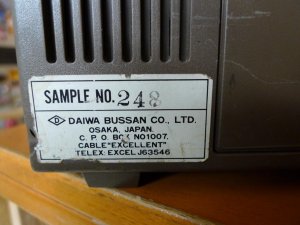 SAMPLE NO. 248
D DAIWA BUSSAN CO., LTD.
OSAKA, JAPAN.
C. P. O. BOX NO1007.
CABLE"EXCELLENT"
TELEX: EXCEL J63546